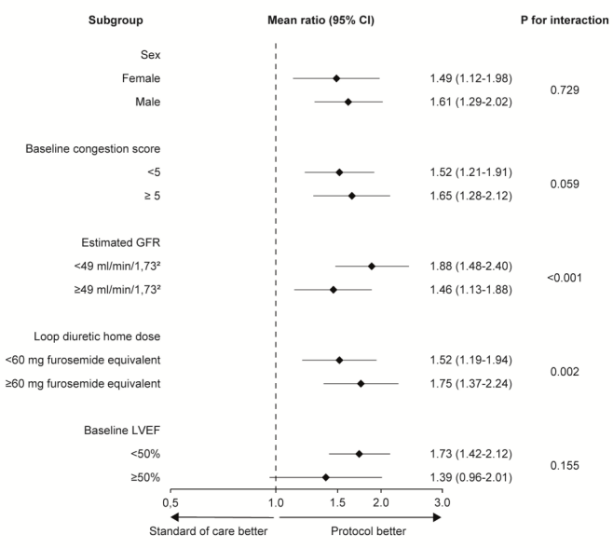 Subgroup Mean ratio (95% CI) P for interaction
Sex
Female 1.49 (1.12-1.98)
0.729
Male 1.61 (1.29-2.02)
Baseline congestion score
<5 1.52 (1.21-1.91)
0.059
≥ 5 1.65 (1.28-2.12)
Estimated GFR
<49 ml/min/1,73² 1.88 (1.48-2.40)
<0.001
≥49 ml/min/1,73² 1.46 (1.13-1.88)
Loop diuretic home dose
<60 mg furosemide equivalent 1.52 (1.19-1.94)
0.002
≥60 mg furosemide equivalent 1.75 (1.37-2.24)
Baseline LVEF
<50% 1.73 (1.42-2.12)
0.155
≥50% 1.39 (0.96-2.01)
0,5 1.0 1.5 2.0 3.0
Standard of care better Protocol better